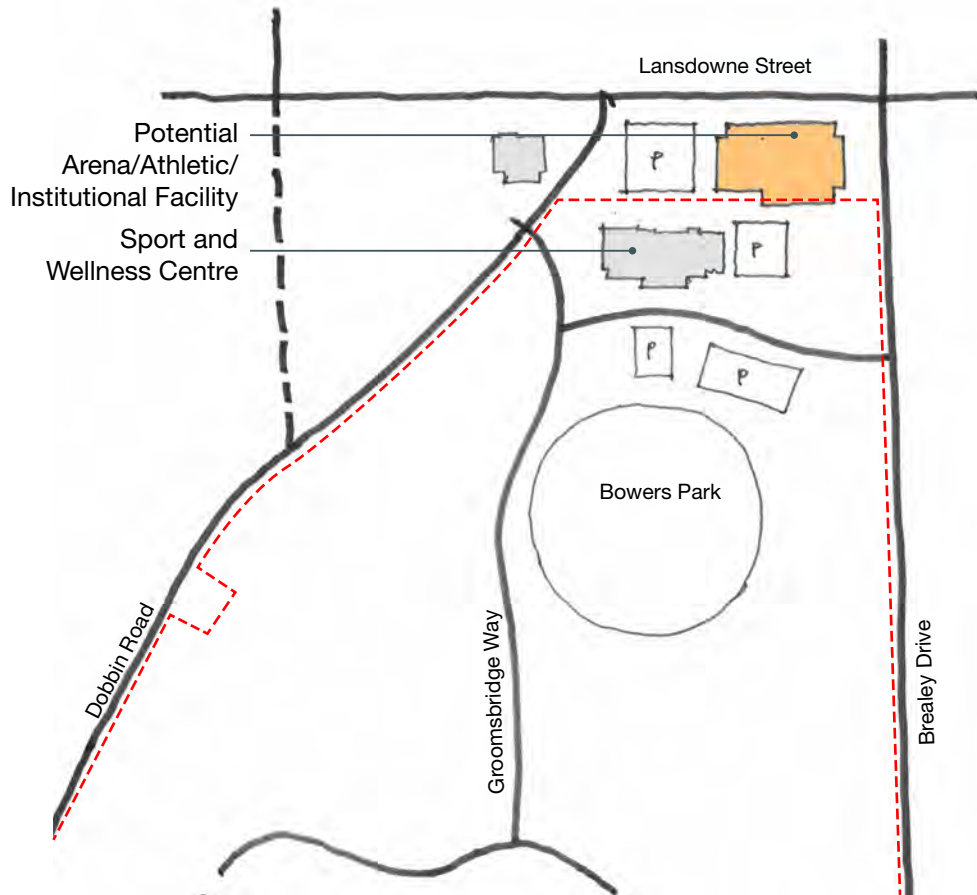 Lansdowne Street
Potential
Arena/Athletic/
Institutional Facility
Sport and
Wellness Centre
P
P
P
P
Bowers Park
Dobbin Road
Groomsbridge Way
Brealey Drive